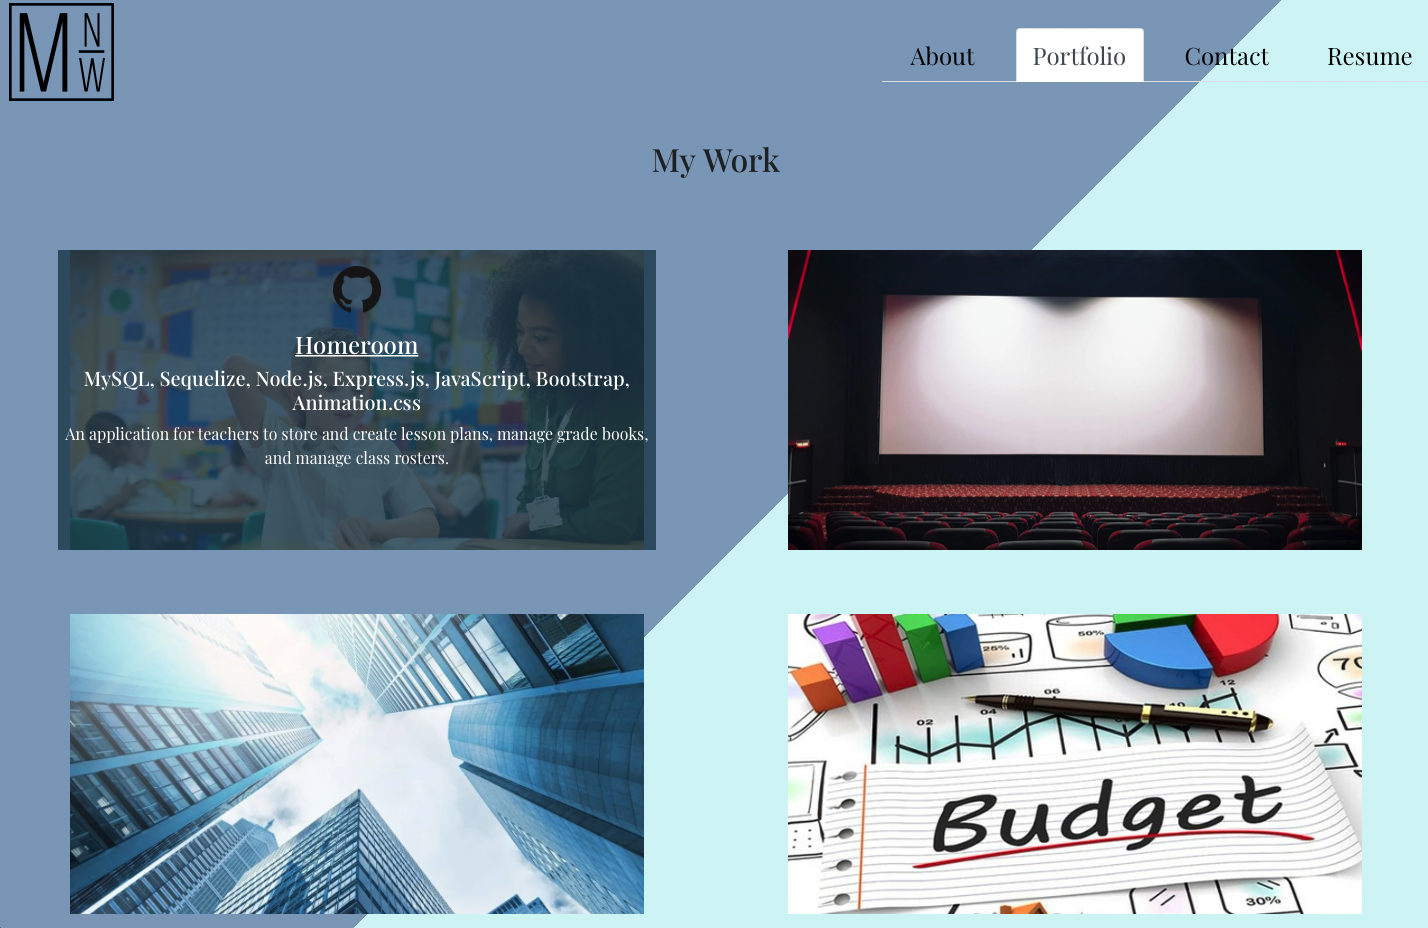 M N W
About Portfolio Contact Resume
My Work
Homeroom
MySQL, Sequelize, Node.js, Express.js, JavaScript, Bootstrap,
Animation.css
An application for teachers to store and create lesson plans, manage grade books,
and manage class rosters.
50%
25%
70
12
06
10
04
02
Budget
30%